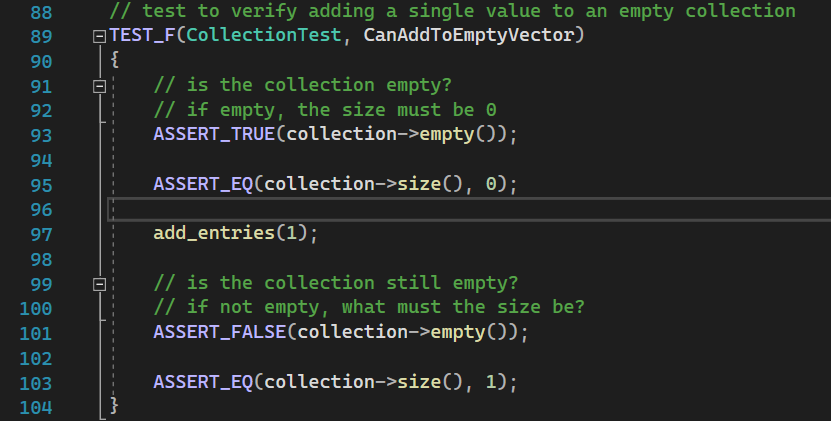 88 // test to verify adding a single value to an empty collection
89 TEST_F(CollectionTest, CanAddToEmptyVector)
90 {
91 // is the collection empty?
92 // if empty, the size must be 0
93 ASSERT_TRUE(collection->empty());
94
95 ASSERT_EQ(collection->size(), 0);
96
97 add_entries(1);
98
99 // is the collection still empty?
100 // if not empty, what must the size be?
101 ASSERT_FALSE(collection->empty());
102
103 ASSERT_EQ(collection->size(), 1);
104 }